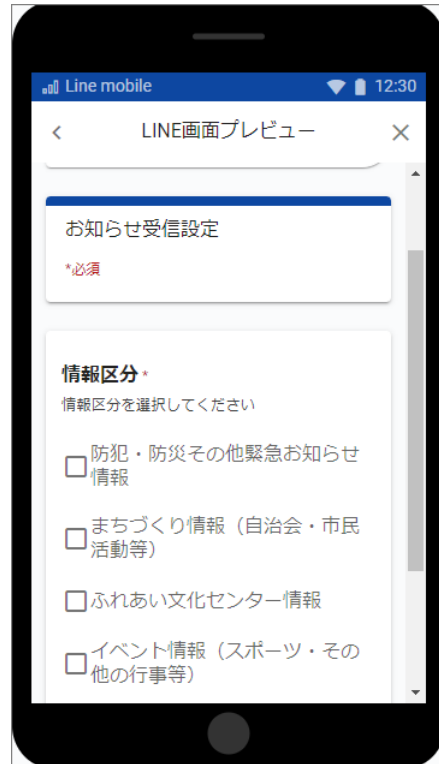 Line mobile 12:30
LINE画面プレビュー
お知らせ受信設定
*必須
情報区分*
情報区分を選択してください
防犯・防災その他緊急お知らせ
情報
まちづくり情報（自治会・市民
活動等）
ふれあい文化センター情報
イベント情報（スポーツ・その
他の行事等）